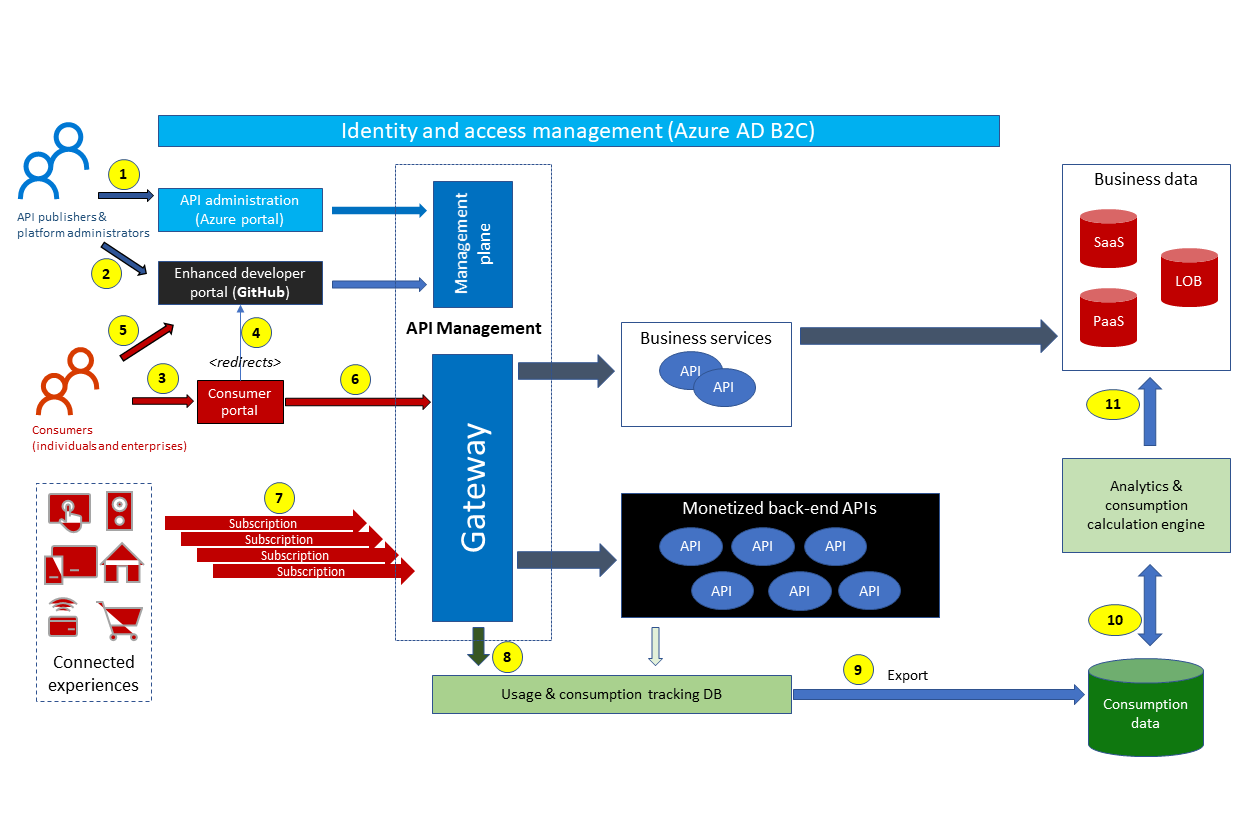 Identity and access management (Azure AD B2C)
1
API publishers &
platform administrators
API administration
(Azure portal)
2
Enhanced developer
portal (GitHub)
Management
plane
API Management
5
4
<redirects>
3
6
Consumer
portal
Consumers
(individuals and enterprises)
Gateway
7
Subscription
Subscription
Subscription
Subscription
Connected
experiences
Business services
API
API
Monetized back-end APIs
API
API
API
API
API
API
8
Usage & consumption tracking DB
9
Export
Business data
SaaS
LOB
PaaS
11
Analytics &
consumption
calculation engine
10
Consumption
data